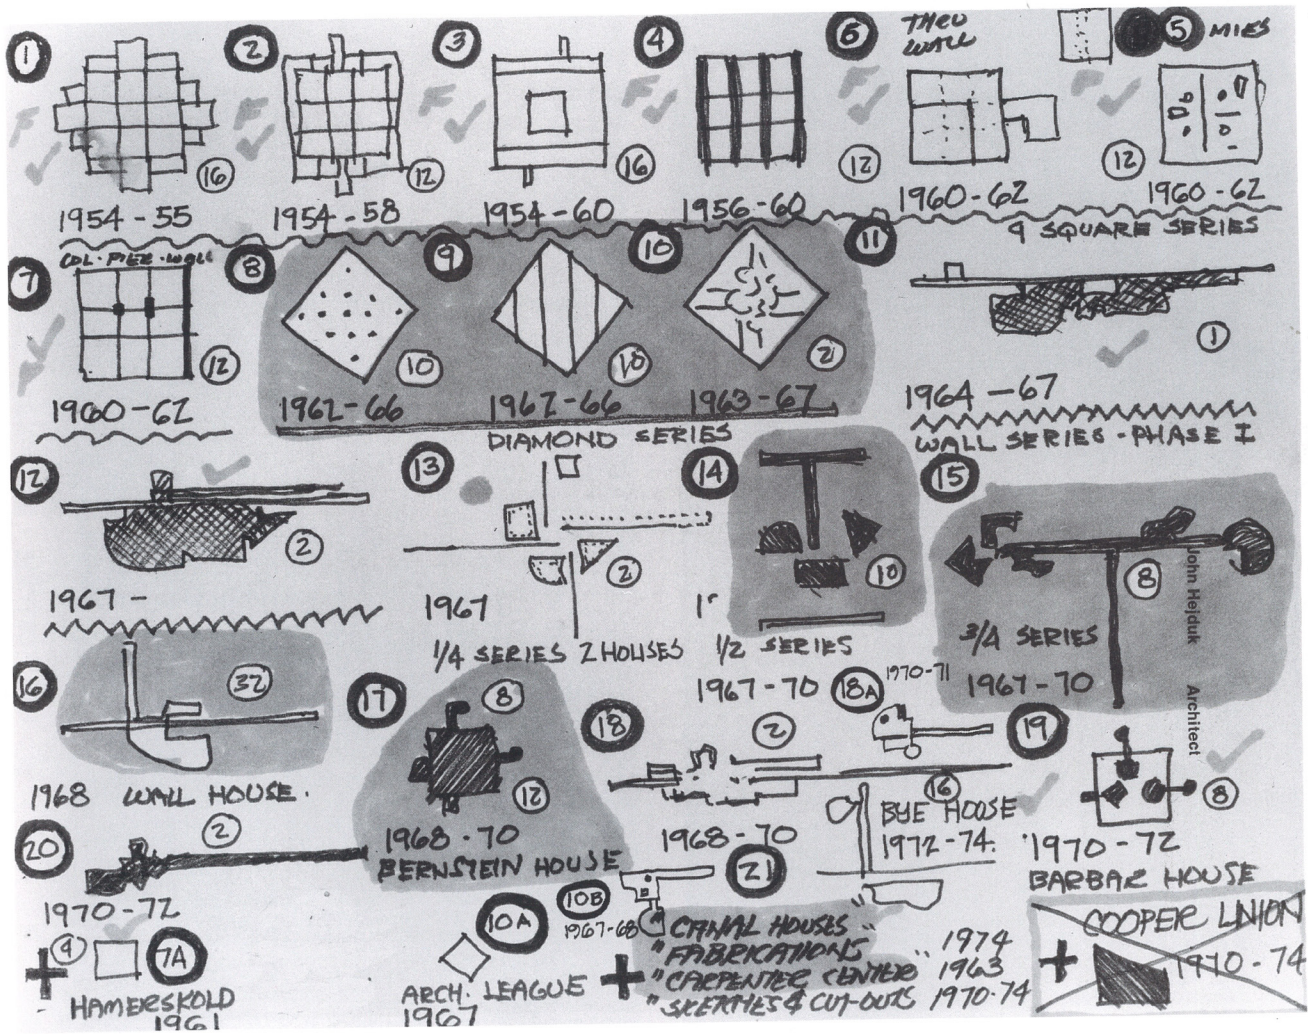 1
2
3
4
6
THRU
WALL
5
MIES
F
F
F
F
F
F
16
12
16
12
12
1954-55
1954-58
1954-60
1956-60
1960-62
1960-62
9 SQUARE SERIES
7
COL·PIER·WALL
8
9
10
11
12
10
10
2
1
1960-62
1962-66
1962-66
1963-67
1964-67
DIAMOND SERIES
WALL SERIES-PHASE I
12
13
14
15
2
2
10
8
1967-
1967
3/4 SERIES
1/4 SERIES 2 HOUSES
1/2 SERIES
1967-70
1967-70
John Hejduk Architect
16
32
17
8
12
18
2
18A
1970-71
19
16
8
1968 WALL HOUSE.
1968-70
BERNSTEIN HOUSE
1968-70
BYE HOUSE
1972-74.
1970-72
BARBAR HOUSE
20
2
1970-72
21
10B
1967-68
10A
+
9
7A
HAMERSKOLD
1961
ARCH. LEAGUE
1967
+
"CANAL HOUSES" 1974
"FABRICATIONS" 1963
"CARPENTER CENTER"
"SKETCHES & CUT-OUTS 1970-74
COOPER UNION
+
1970-74